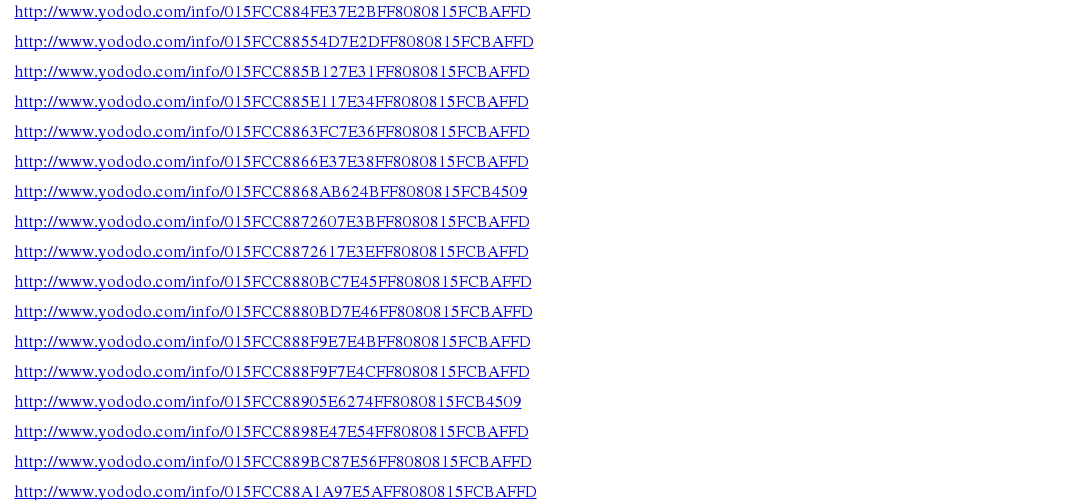 http://www.yododo.com/info/015FCC884FE37E2BFF8080815FCBAFFD
http://www.yododo.com/info/015FCC88554D7E2DFF8080815FCBAFFD
http://www.yododo.com/info/015FCC885B127E31FF8080815FCBAFFD
http://www.yododo.com/info/015FCC885E117E34FF8080815FCBAFFD
http://www.yododo.com/info/015FCC8863FC7E36FF8080815FCBAFFD
http://www.yododo.com/info/015FCC8866E37E38FF8080815FCBAFFD
http://www.yododo.com/info/015FCC8868AB624BFF8080815FCB4509
http://www.yododo.com/info/015FCC8872607E3BFF8080815FCBAFFD
http://www.yododo.com/info/015FCC8872617E3EFF8080815FCBAFFD
http://www.yododo.com/info/015FCC8880BC7E45FF8080815FCBAFFD
http://www.yododo.com/info/015FCC8880BD7E46FF8080815FCBAFFD
http://www.yododo.com/info/015FCC888F9E7E4BFF8080815FCBAFFD
http://www.yododo.com/info/015FCC888F9F7E4CFF8080815FCBAFFD
http://www.yododo.com/info/015FCC88905E6274FF8080815FCB4509
http://www.yododo.com/info/015FCC8898E47E54FF8080815FCBAFFD
http://www.yododo.com/info/015FCC889BC87E56FF8080815FCBAFFD
http://www.yododo.com/info/015FCC88A1A97E5AFF8080815FCBAFFD